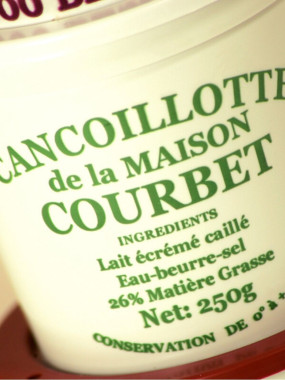 CANCOILLOTTE
de la MAISON
COURBET
INGREDIENTS
Lait écrémé caillé
Eau-beurre-sel
26% Matière Grasse
Net: 250g
CONSERVATION DE 0° à +